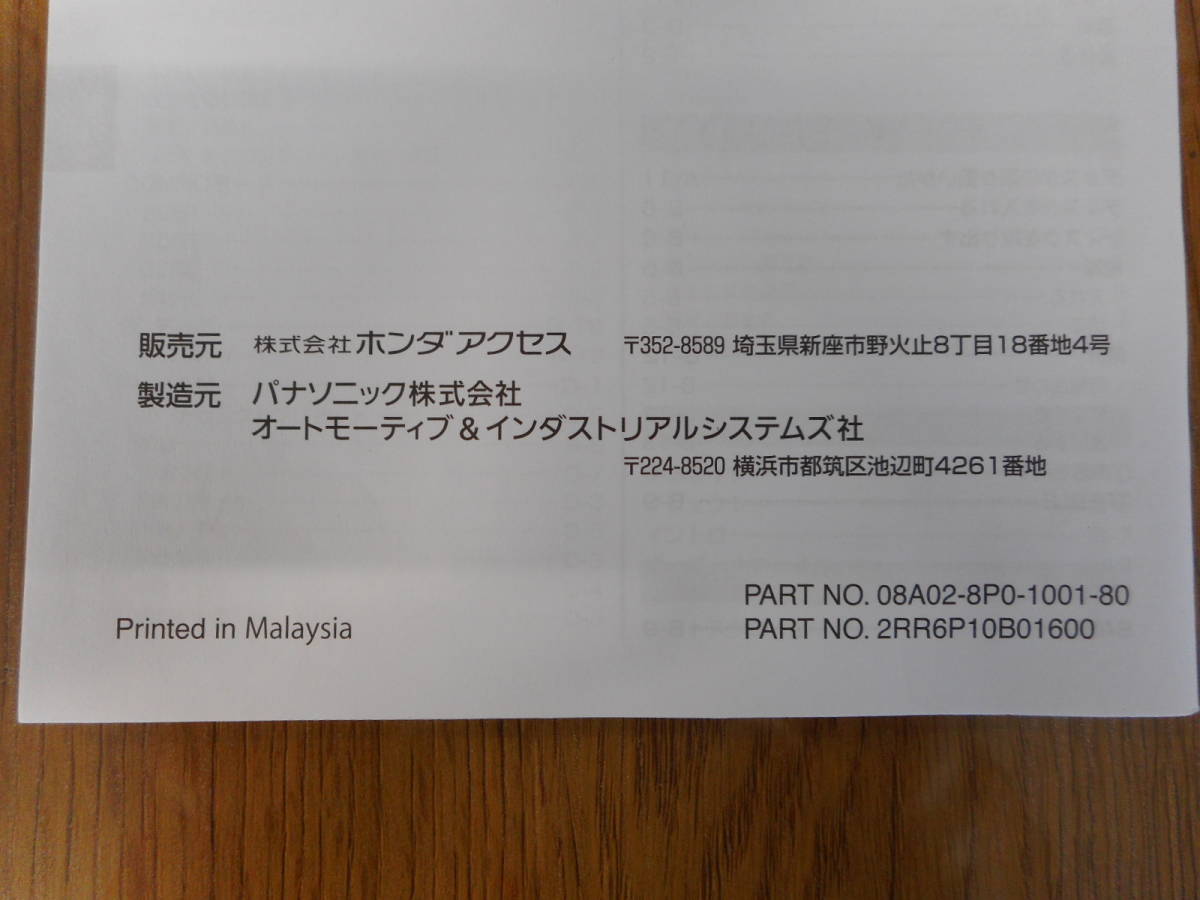 販売元 株式会社ホンダアクセス 〒352-8589 埼玉県新座市野火止8丁目18番地4号
製造元 パナソニック株式会社
オートモーティブ&インダストリアルシステムズ社
〒224-8520 横浜市都筑区池辺町4261番地
PART NO. 08A02-8P0-1001-80
Printed in Malaysia PART NO. 2RR6P10B01600